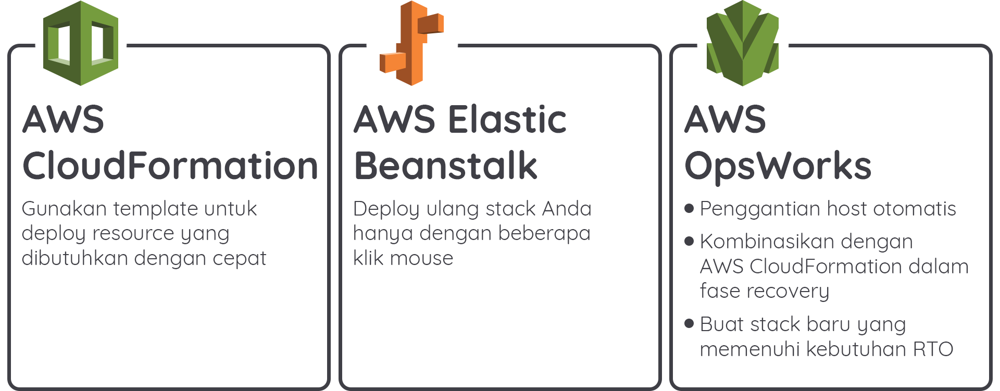 AWS
CloudFormation
Gunakan template untuk
deploy resource yang
dibutuhkan dengan cepat
AWS Elastic
Beanstalk
Deploy ulang stack Anda
hanya dengan beberapa
klik mouse
AWS
OpsWorks
• Penggantian host otomatis
• Kombinasikan dengan
AWS CloudFormation dalam
fase recovery
• Buat stack baru yang
memenuhi kebutuhan RTO